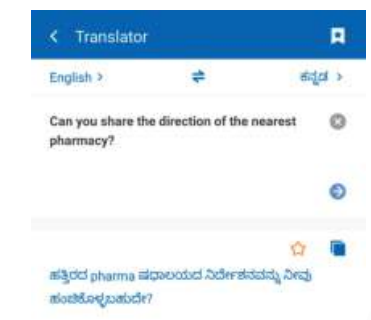 Translator
English > ಕನ್ನಡ >
Can you share the direction of the nearest
pharmacy?
ಹತ್ತಿರದ pharma ಷಧಾಲಯದ ನಿರ್ದೇಶನವನ್ನು ನೀವು
ಹಂಚಿಕೊಳ್ಳಬಹುದೇ?